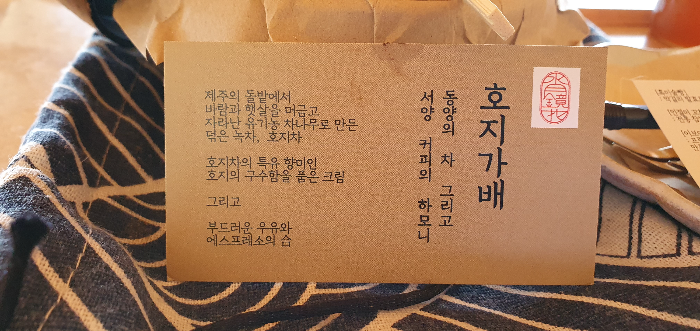 호지가배
동양의 차 그리고
서양 커피의 하모니
제주의 돌밭에서
바람과 햇살을 머금고
자라난 유기농 차나무로 만든
덖은 녹차, 호지차
호지차의 특유 향미인
호지의 구수함을 품은 크림
그리고
부드러운 우유와
에스프레소의 合